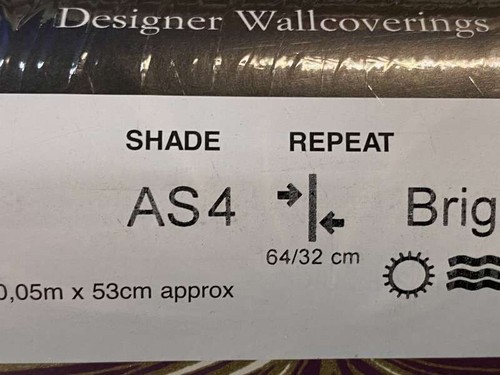 Designer Wallcoverings
SHADE REPEAT
AS4 Brig
64/32 cm
0,05m x 53cm approx